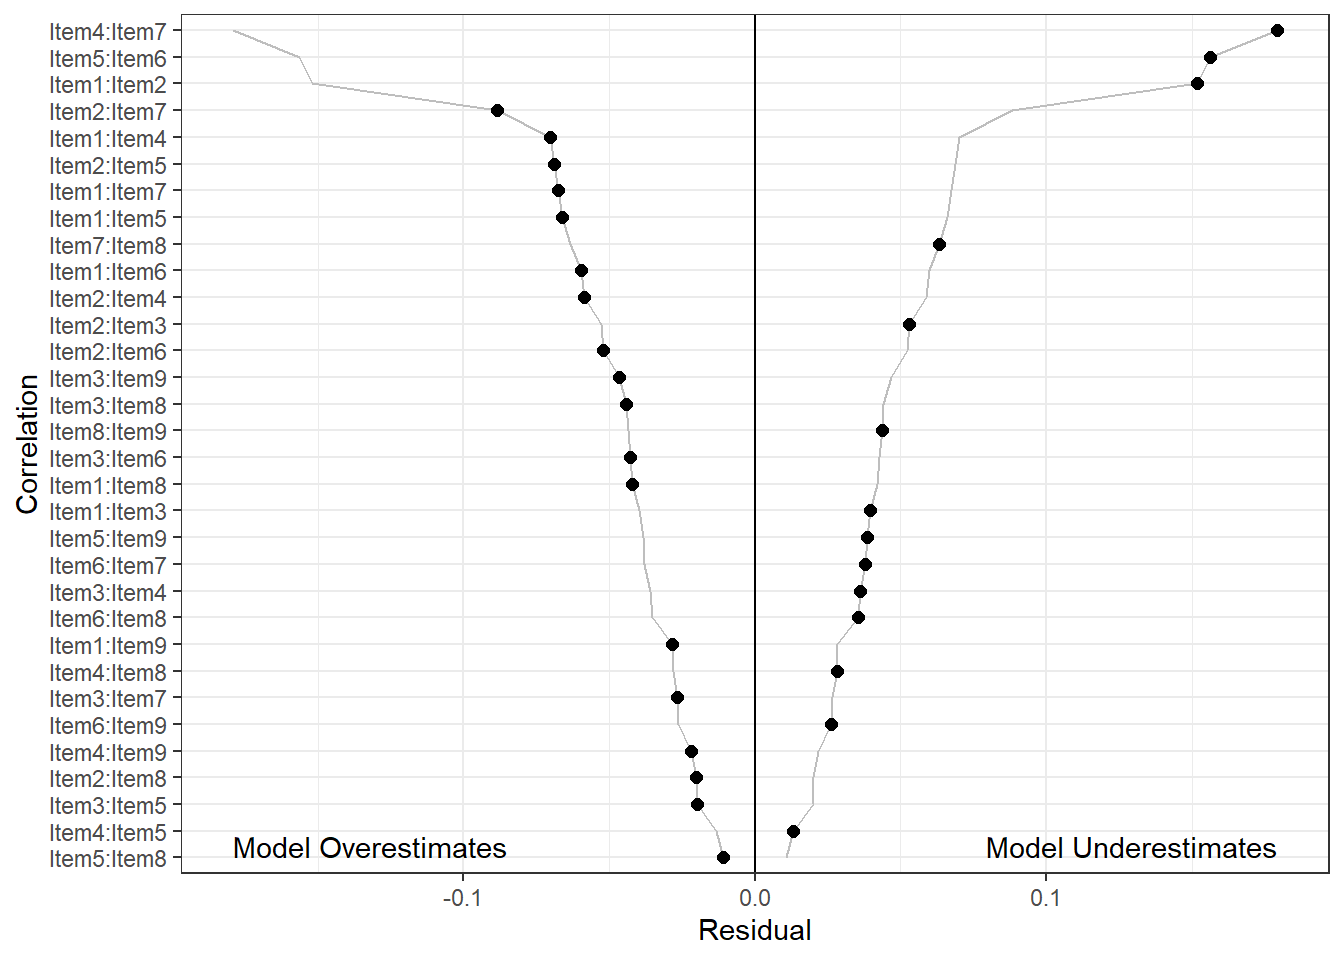 Item4:Item7
Item5:Item6
Item1:Item2
Item2:Item7
Item1:Item4
Item2:Item5
Item1:Item7
Item1:Item5
Item7:Item8
Item1:Item6
Item2:Item4
Item2:Item3
Item2:Item6
Item3:Item9
Item3:Item8
Item8:Item9
Item3:Item6
Item1:Item8
Item1:Item3
Item5:Item9
Item6:Item7
Item3:Item4
Item6:Item8
Item1:Item9
Item4:Item8
Item3:Item7
Item6:Item9
Item4:Item9
Item2:Item8
Item3:Item5
Item4:Item5
Item5:Item8
Correlation
Model Overestimates
Model Underestimates
-0.1
0.0
0.1
Residual